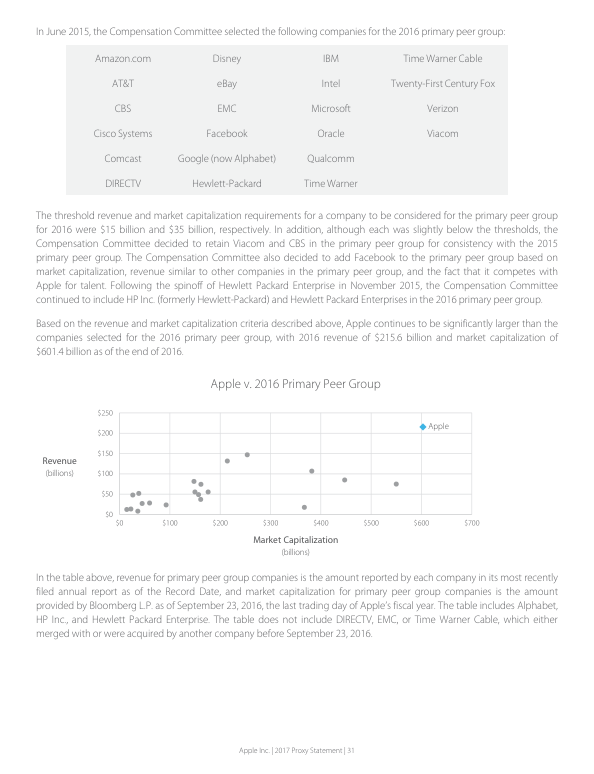 In June 2015, the Compensation Committee selected the following companies for the 2016 primary peer group:
Amazon.com Disney IBM Time Warner Cable
AT&T eBay Intel Twenty-First Century Fox
CBS EMC Microsoft Verizon
Cisco Systems Facebook Oracle Viacom
Comcast Google (now Alphabet) Qualcomm
DIRECTV Hewlett-Packard Time Warner
The threshold revenue and market capitalization requirements for a company to be considered for the primary peer group
for 2016 were $15 billion and $35 billion, respectively. In addition, although each was slightly below the thresholds, the
Compensation Committee decided to retain Viacom and CBS in the primary peer group for consistency with the 2015
primary peer group. The Compensation Committee also decided to add Facebook to the primary peer group based on
market capitalization, revenue similar to other companies in the primary peer group, and the fact that it competes with
Apple for talent. Following the spinoff of Hewlett Packard Enterprise in November 2015, the Compensation Committee
continued to include HP Inc. (formerly Hewlett-Packard) and Hewlett Packard Enterprises in the 2016 primary peer group.
Based on the revenue and market capitalization criteria described above, Apple continues to be significantly larger than the
companies selected for the 2016 primary peer group, with 2016 revenue of $215.6 billion and market capitalization of
$601.4 billion as of the end of 2016.
Apple v. 2016 Primary Peer Group
$250
Apple
$200
Revenue
(billions)
$150
$100
$50
$0
$0 $100 $200 $300 $400 $500 $600 $700
Market Capitalization
(billions)
In the table above, revenue for primary peer group companies is the amount reported by each company in its most recently
filed annual report as of the Record Date, and market capitalization for primary peer group companies is the amount
provided by Bloomberg L.P. as of September 23, 2016, the last trading day of Apple's fiscal year. The table includes Alphabet,
HP Inc., and Hewlett Packard Enterprise. The table does not include DIRECTV, EMC, or Time Warner Cable, which either
merged with or were acquired by another company before September 23, 2016.
Apple Inc. | 2017 Proxy Statement | 31